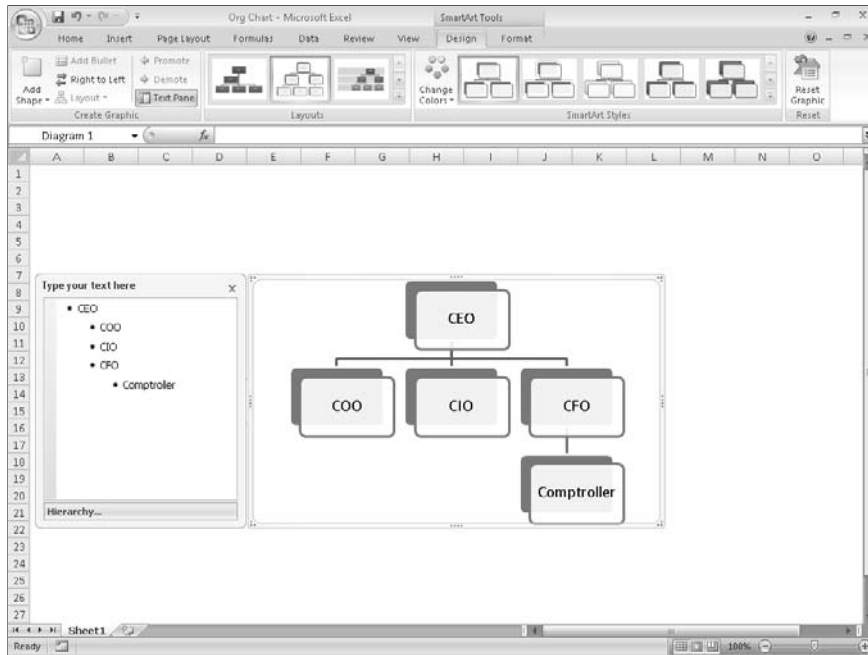 Org Chart - Microsoft Excel
SmartArt Tools
Home Insert Page Layout Formulas Data Review View Design Format
Add Shape
Add Bullet
Right to Left
Layout
Promote
Demote
Text Pane
Create Graphic
Layouts
Change Colors
SmartArt Styles
Reset Graphic
Reset
Diagram 1
fx
A B C D E F G H I J K L M N O
1
2
3
4
5
6
7
8
9
10
11
12
13
14
15
16
17
18
19
20
21
22
23
24
25
26
27
Type your text here
x
CEO
COO
CIO
CFO
Comptroller
Hierarchy...
CEO
COO CIO CFO
Comptroller
Sheet1
Ready
100%